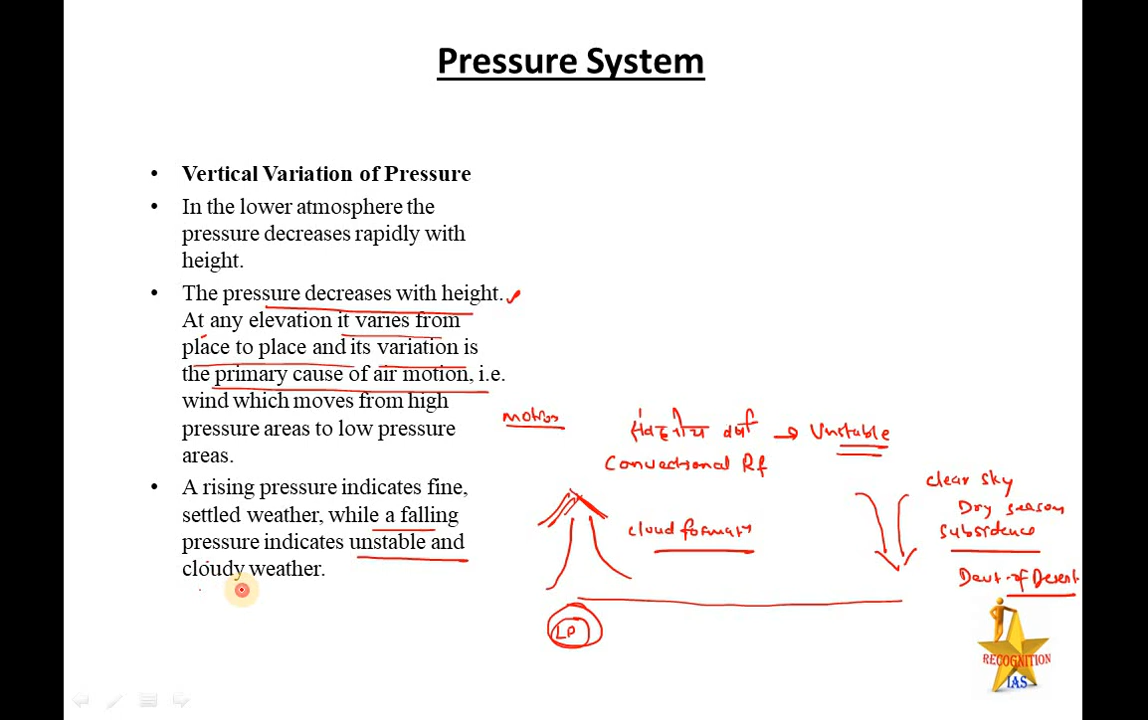 Pressure System
• Vertical Variation of Pressure
• In the lower atmosphere the
pressure decreases rapidly with
height.
• The pressure decreases with height.
At any elevation it varies from
place to place and its variation is
the primary cause of air motion, i.e.
wind which moves from high
pressure areas to low pressure
areas.
• A rising pressure indicates fine,
settled weather, while a falling
pressure indicates unstable and
cloudy weather.
motion
→ Unstable
Convectional Rf
clear sky
Dry season
cloud
subsidence
of Desert
LP
RECOGNITION
IAS